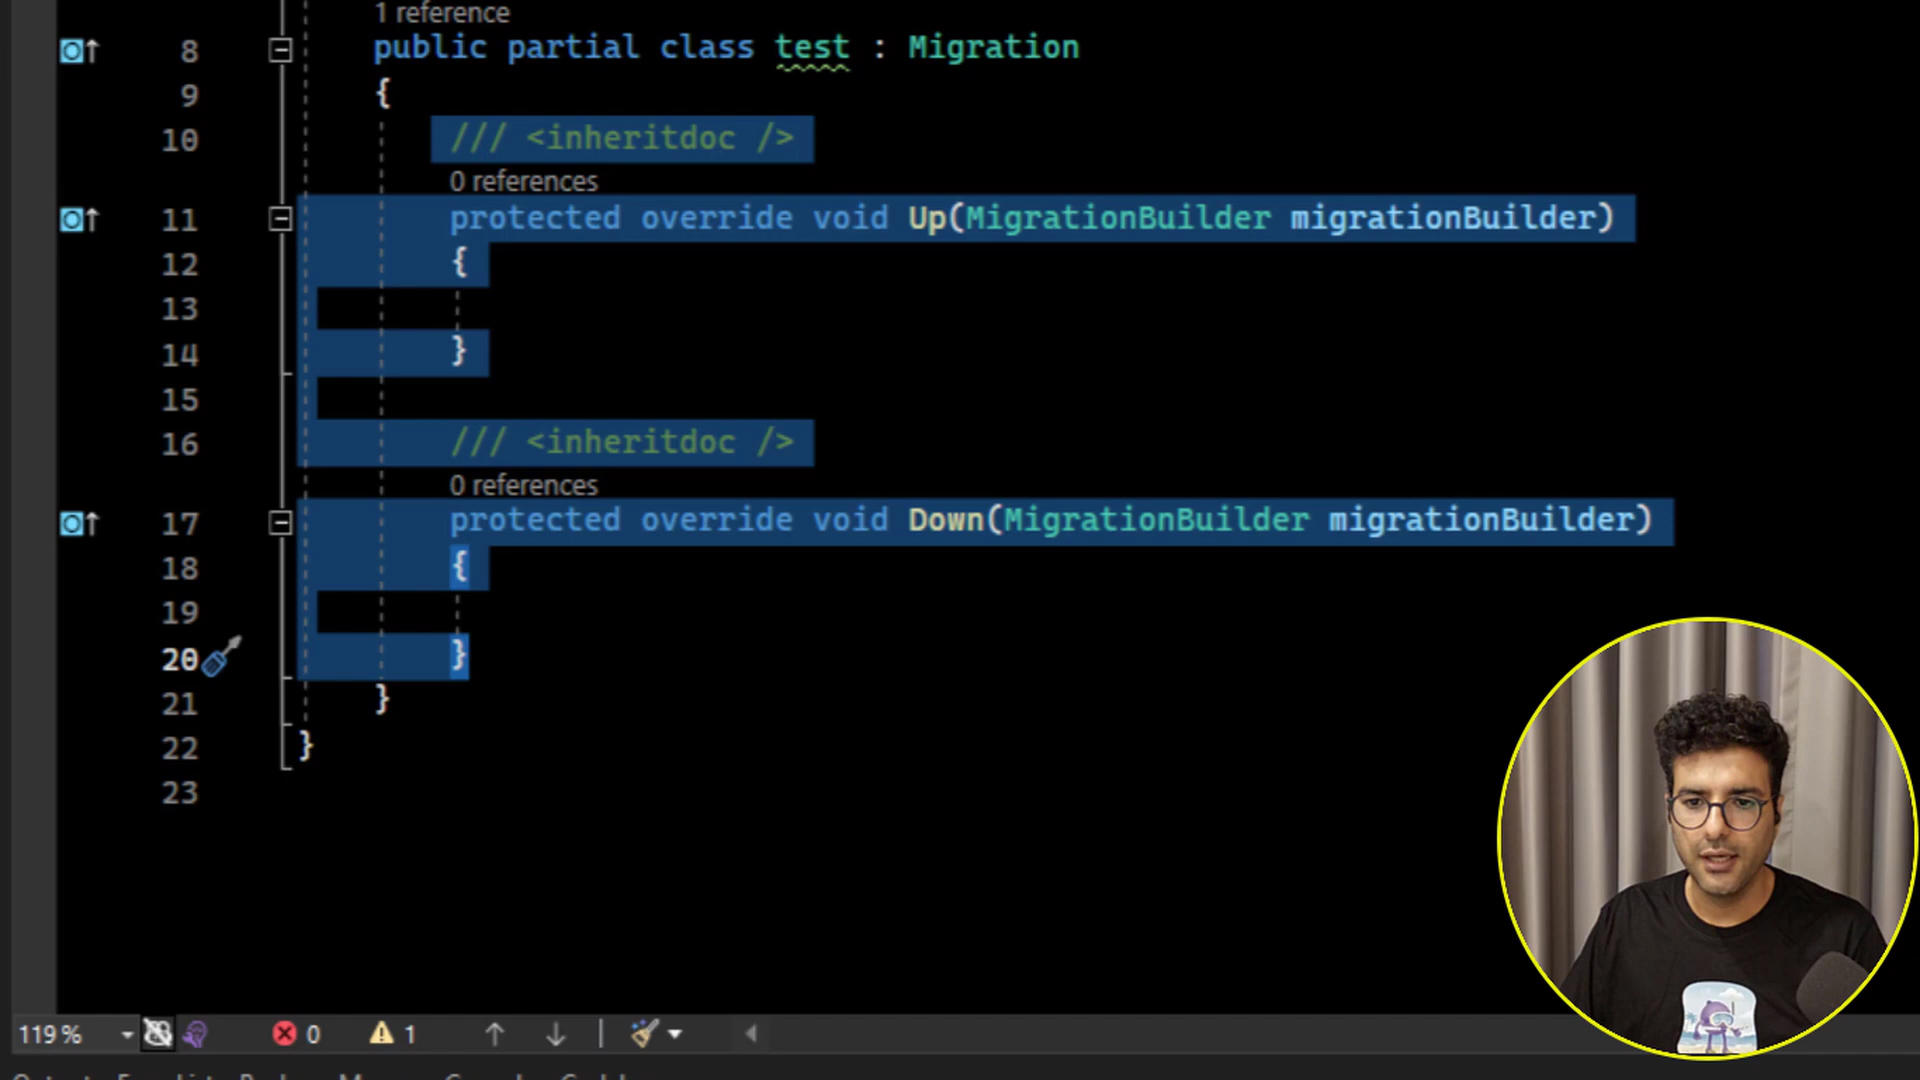 1 reference
8 public partial class test : Migration
9 {
10 /// <inheritdoc />
0 references
11 protected override void Up(MigrationBuilder migrationBuilder)
12 {
13
14 }
15
16 /// <inheritdoc />
0 references
17 protected override void Down(MigrationBuilder migrationBuilder)
18 {
19
20 }
21 }
22 }
23
119 % 0 1